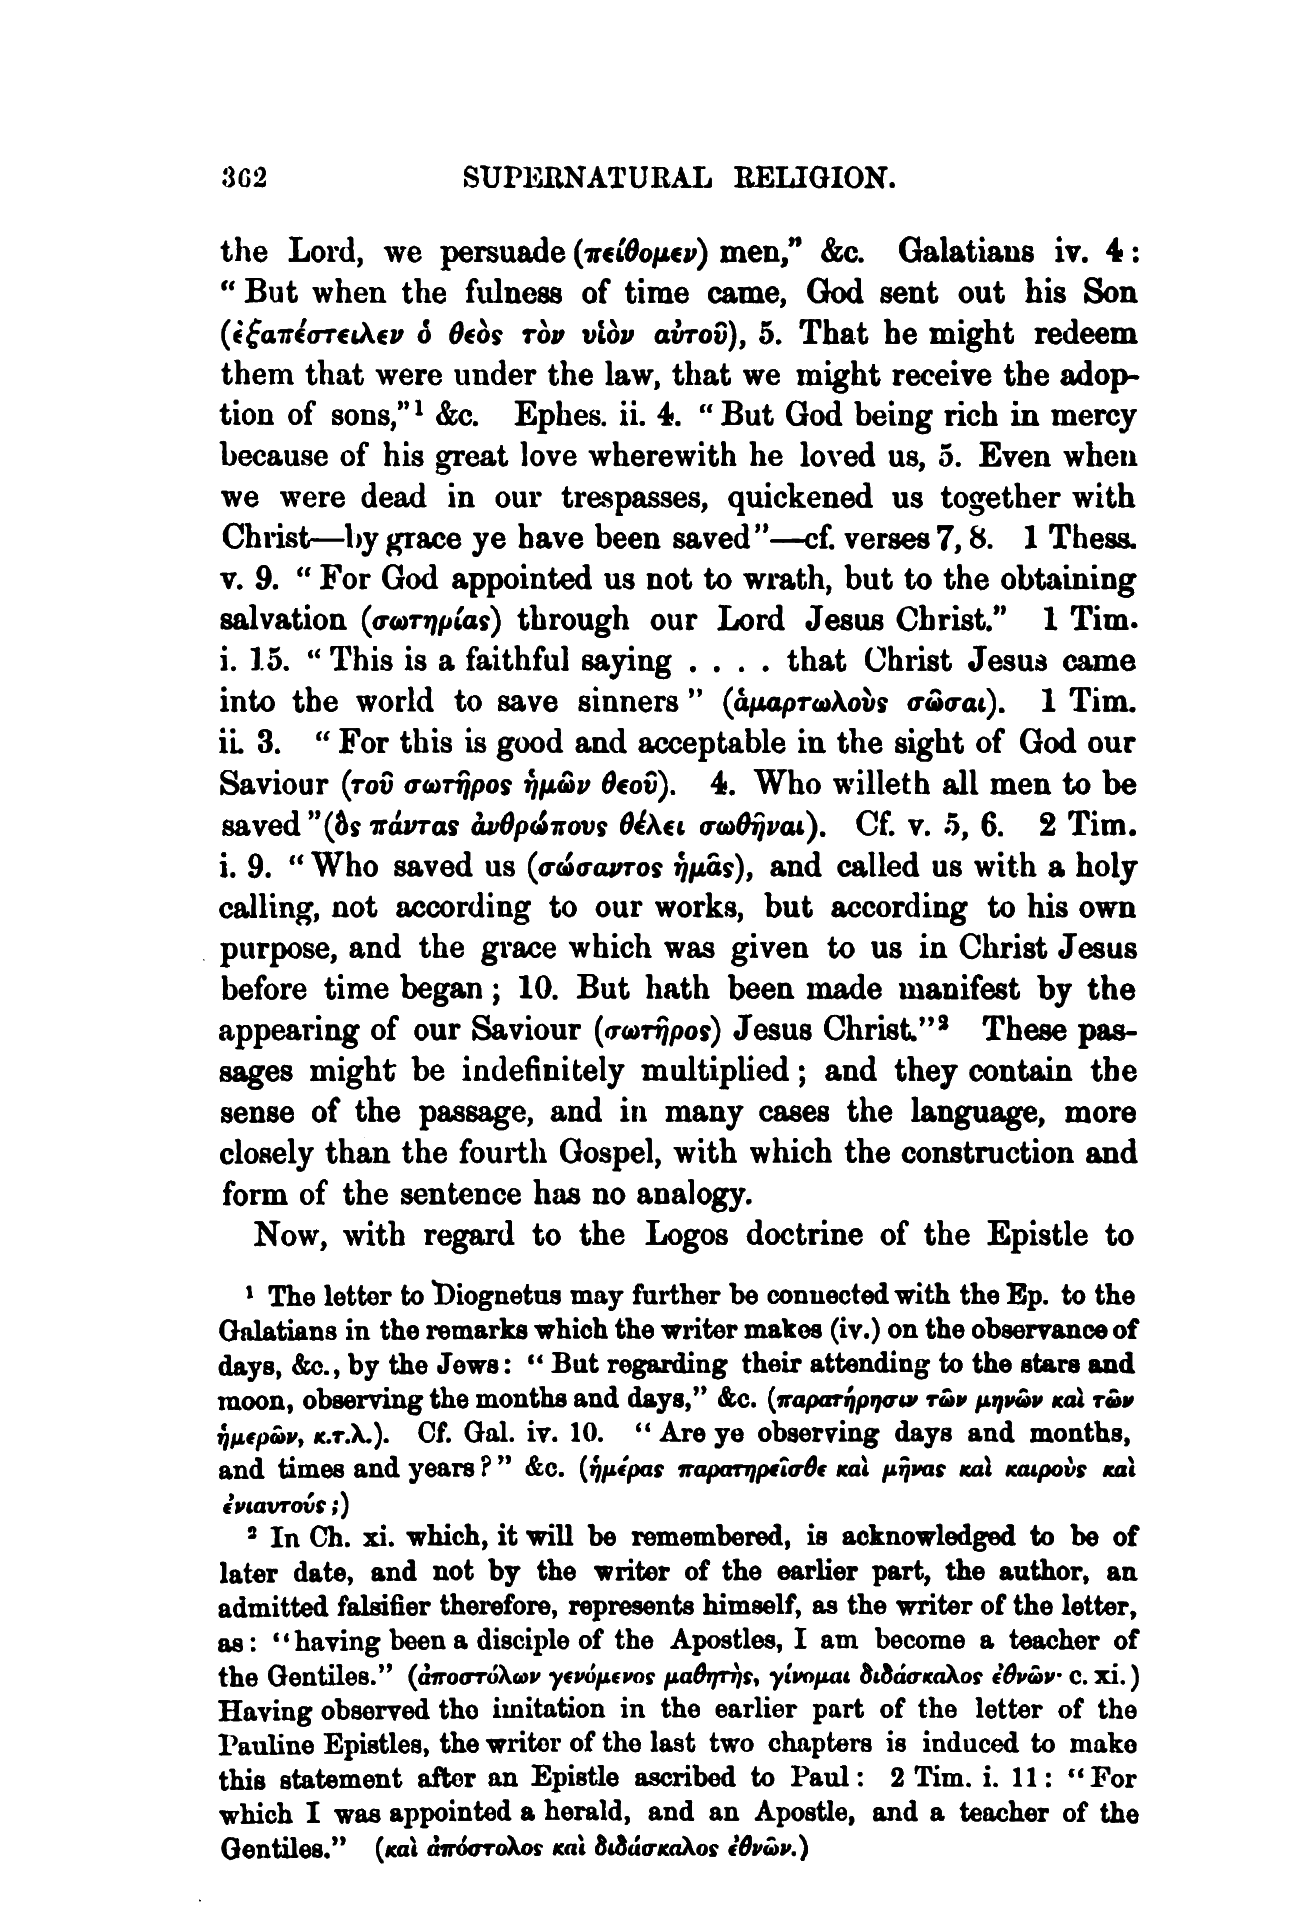 362 SUPERNATURAL RELIGION.
the Lord, we persuade (πείθομεν) men,” &c. Galatians iv. 4:
“But when the fulness of time came, God sent out his Son
(ἐξαπέστειλεν ὁ θεὸς τὸν υἱὸν αὐτοῦ), 5. That he might redeem
them that were under the law, that we might receive the adop-
tion of sons,”¹ &c. Ephes. ii. 4. “But God being rich in mercy
because of his great love wherewith he loved us, 5. Even when
we were dead in our trespasses, quickened us together with
Christ—by grace ye have been saved”—cf. verses 7, 8. 1 Thess.
v. 9. “For God appointed us not to wrath, but to the obtaining
salvation (σωτηρίας) through our Lord Jesus Christ.” 1 Tim.
i. 15. “This is a faithful saying . . . . that Christ Jesus came
into the world to save sinners” (ἁμαρτωλοὺς σῶσαι). 1 Tim.
ii. 3. “For this is good and acceptable in the sight of God our
Saviour (τοῦ σωτῆρος ἡμῶν θεοῦ). 4. Who willeth all men to be
saved” (ὃς πάντας ἀνθρώπους θέλει σωθῆναι). Cf. v. 5, 6. 2 Tim.
i. 9. “Who saved us (σώσαντος ἡμᾶς), and called us with a holy
calling, not according to our works, but according to his own
purpose, and the grace which was given to us in Christ Jesus
before time began; 10. But hath been made manifest by the
appearing of our Saviour (σωτῆρος) Jesus Christ.”² These pas-
sages might be indefinitely multiplied; and they contain the
sense of the passage, and in many cases the language, more
closely than the fourth Gospel, with which the construction and
form of the sentence has no analogy.
Now, with regard to the Logos doctrine of the Epistle to
¹ The letter to Diognetus may further be connected with the Ep. to the
Galatians in the remarks which the writer makes (iv.) on the observance of
days, &c., by the Jews: “But regarding their attending to the stars and
moon, observing the months and days,” &c. (παρατήρησιν τῶν μηνῶν καὶ τῶν
ἡμερῶν, κ.τ.λ.). Cf. Gal. iv. 10. “Are ye observing days and months,
and times and years?” &c. (ἡμέρας παρατηρεῖσθε καὶ μῆνας καὶ καιροὺς καὶ
ἐνιαυτούς;)
² In Ch. xi. which, it will be remembered, is acknowledged to be of
later date, and not by the writer of the earlier part, the author, an
admitted falsifier therefore, represents himself, as the writer of the letter,
as: “having been a disciple of the Apostles, I am become a teacher of
the Gentiles.” (ἀποστόλων γενόμενος μαθητὴς, γίνομαι διδάσκαλος ἐθνῶν· c. xi.)
Having observed the imitation in the earlier part of the letter of the
Pauline Epistles, the writer of the last two chapters is induced to make
this statement after an Epistle ascribed to Paul: 2 Tim. i. 11: “For
which I was appointed a herald, and an Apostle, and a teacher of the
Gentiles.” (καὶ ἀπόστολος καὶ διδάσκαλος ἐθνῶν.)